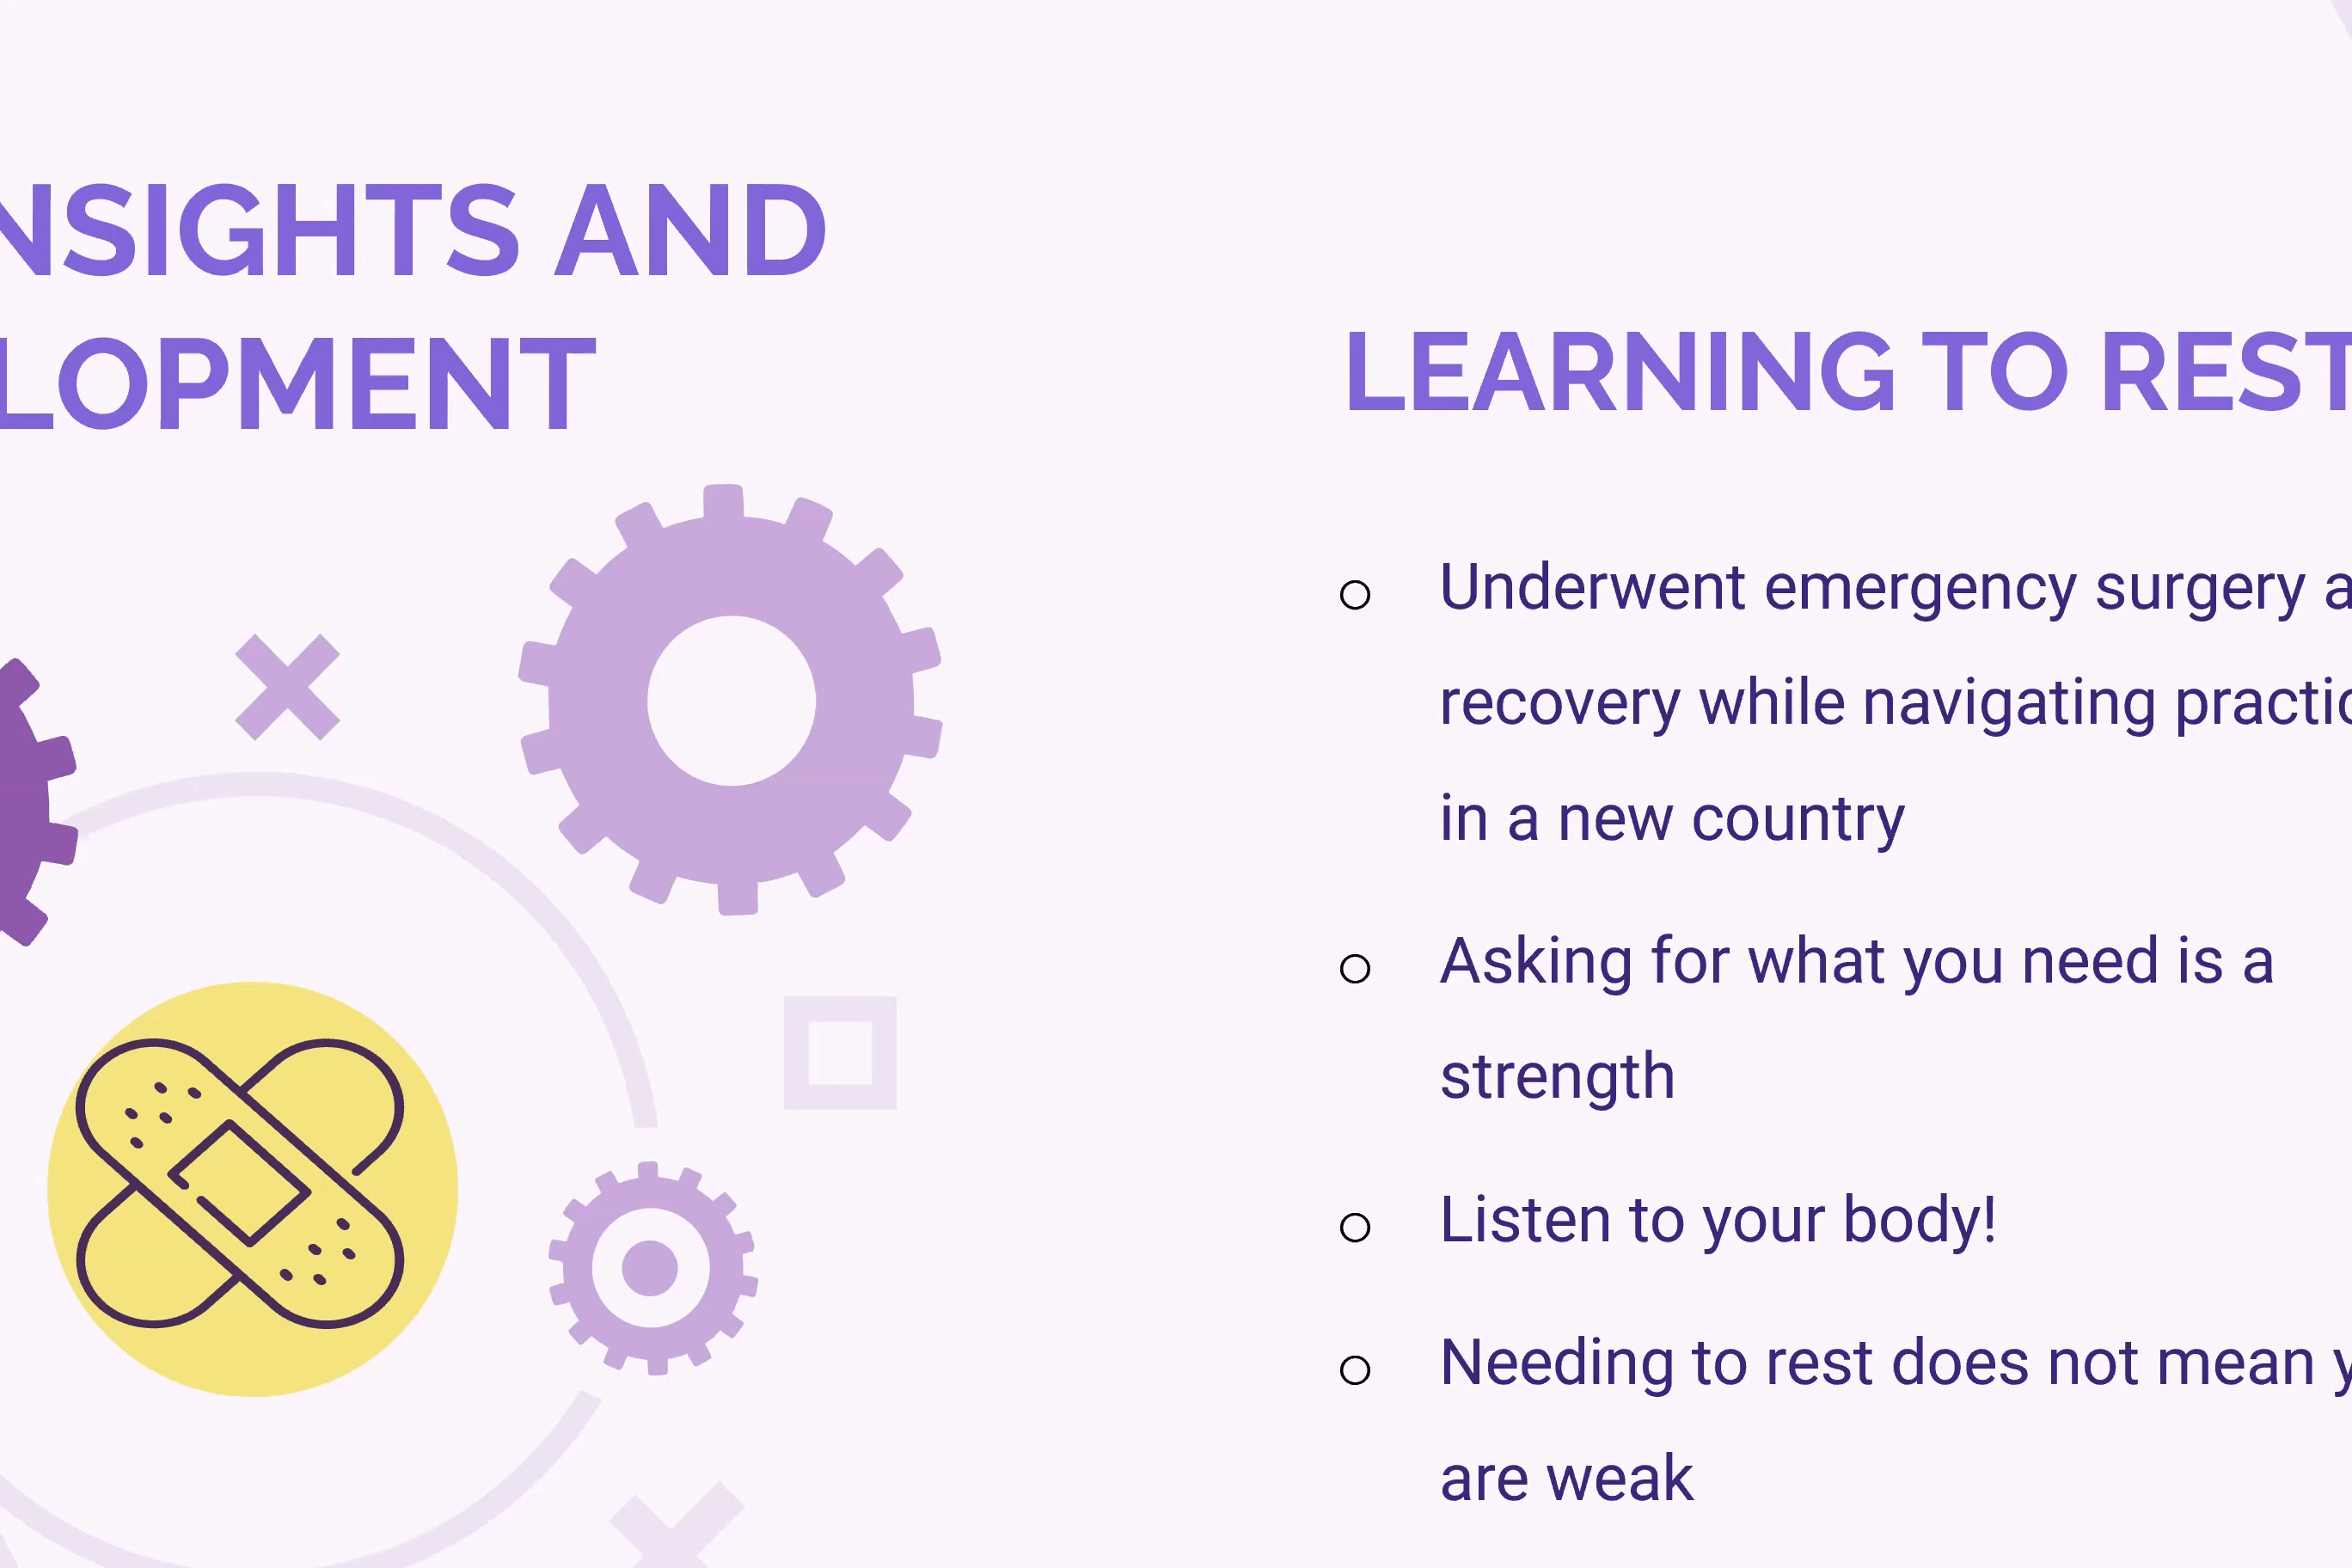 NSIGHTS AND
LOPMENT
LEARNING TO REST
Underwent emergency surgery a
recovery while navigating practic
in a new country
Asking for what you need is a
strength
Listen to your body!
Needing to rest does not mean y
are weak